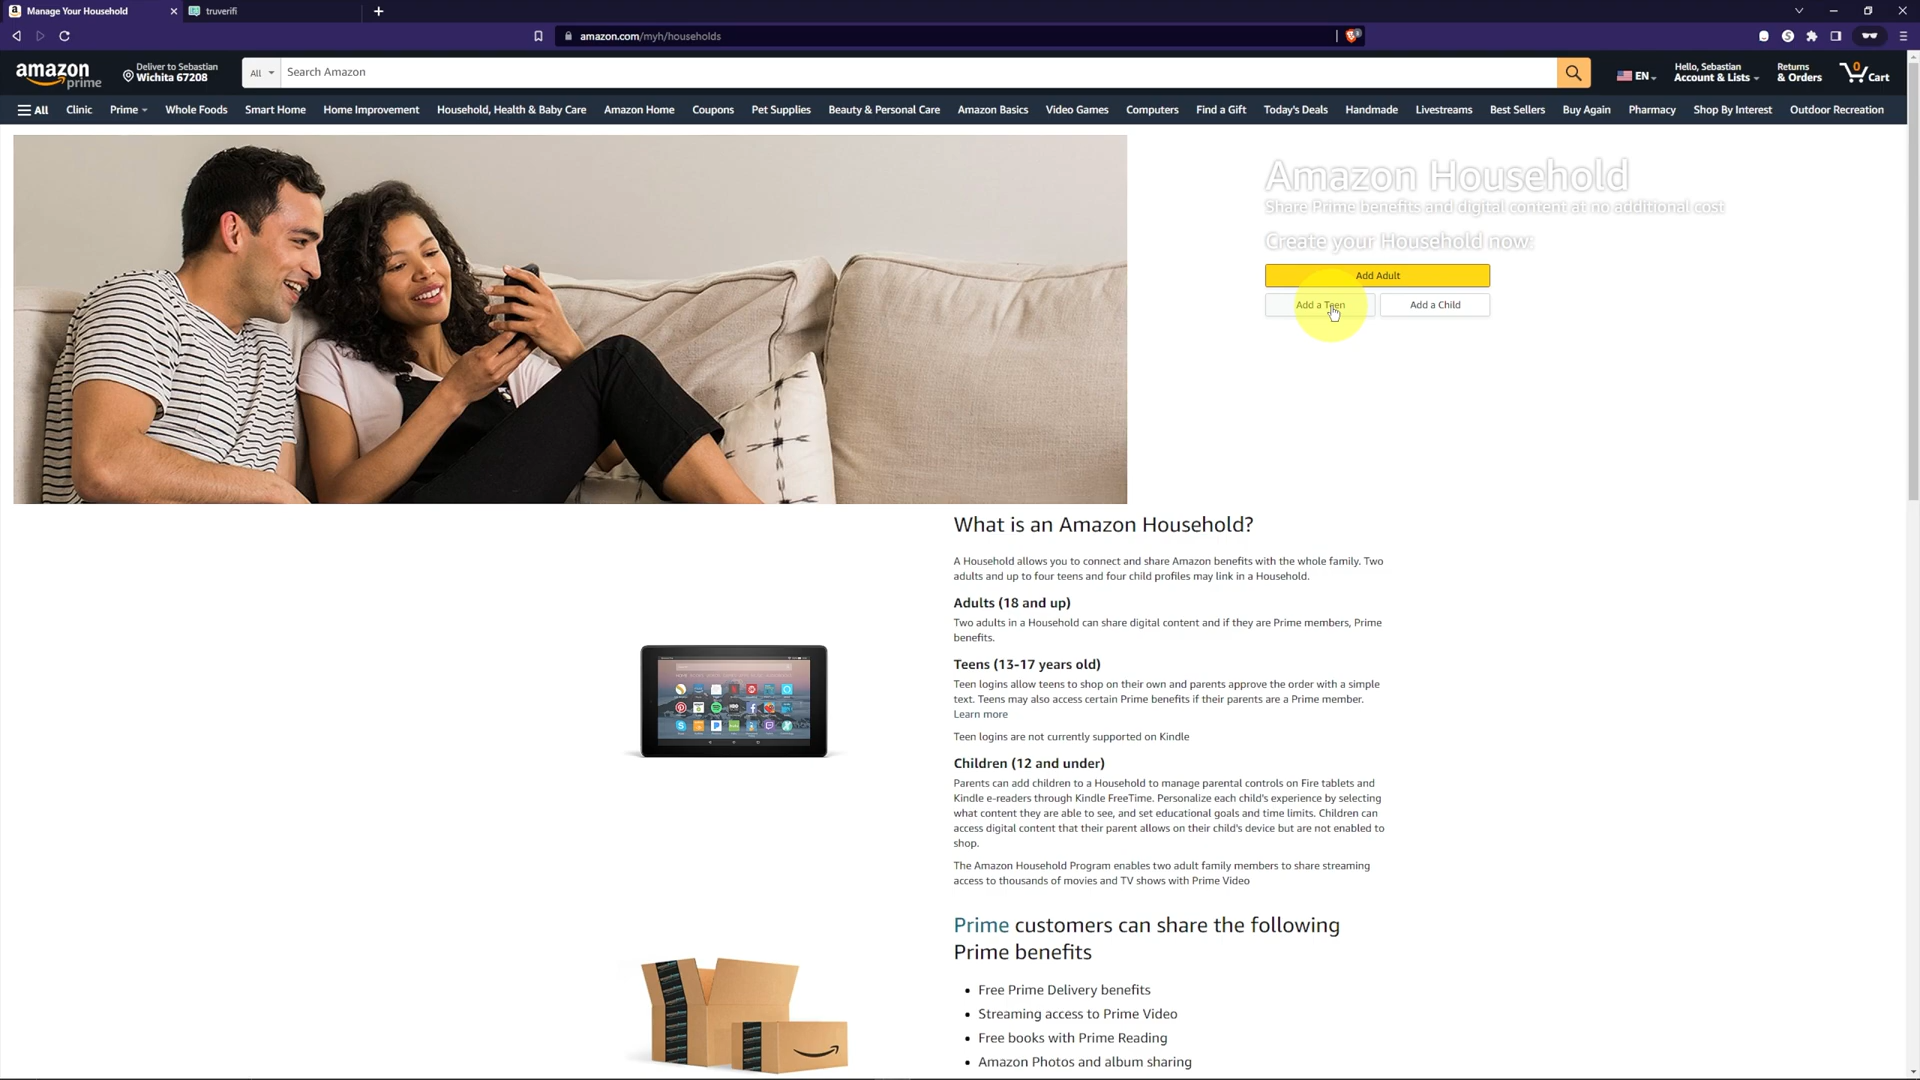 Manage Your Household
truverifi
amazon.com/myh/households
amazon prime
Deliver to Sebastian
Wichita 67208
All
Search Amazon
EN
Hello, Sebastian
Account & Lists
Returns
& Orders
0
Cart
All
Clinic
Prime
Whole Foods
Smart Home
Home Improvement
Household, Health & Baby Care
Amazon Home
Coupons
Pet Supplies
Beauty & Personal Care
Amazon Basics
Video Games
Computers
Find a Gift
Today's Deals
Handmade
Livestreams
Best Sellers
Buy Again
Pharmacy
Shop By Interest
Outdoor Recreation
Amazon Household
Share Prime benefits and digital content at no additional cost
Create your Household now:
Add Adult
Add a Teen
Add a Child
What is an Amazon Household?
A Household allows you to connect and share Amazon benefits with the whole family. Two
adults and up to four teens and four child profiles may link in a Household.
Adults (18 and up)
Two adults in a Household can share digital content and if they are Prime members, Prime
benefits.
Teens (13-17 years old)
Teen logins allow teens to shop on their own and parents approve the order with a simple
text. Teens may also access certain Prime benefits if their parents are a Prime member.
Learn more
Teen logins are not currently supported on Kindle
Children (12 and under)
Parents can add children to a Household to manage parental controls on Fire tablets and
Kindle e-readers through Kindle FreeTime. Personalize each child's experience by selecting
what content they are able to see, and set educational goals and time limits. Children can
access digital content that their parent allows on their child's device but are not enabled to
shop.
The Amazon Household Program enables two adult family members to share streaming
access to thousands of movies and TV shows with Prime Video
Prime customers can share the following
Prime benefits
• Free Prime Delivery benefits
• Streaming access to Prime Video
• Free books with Prime Reading
• Amazon Photos and album sharing